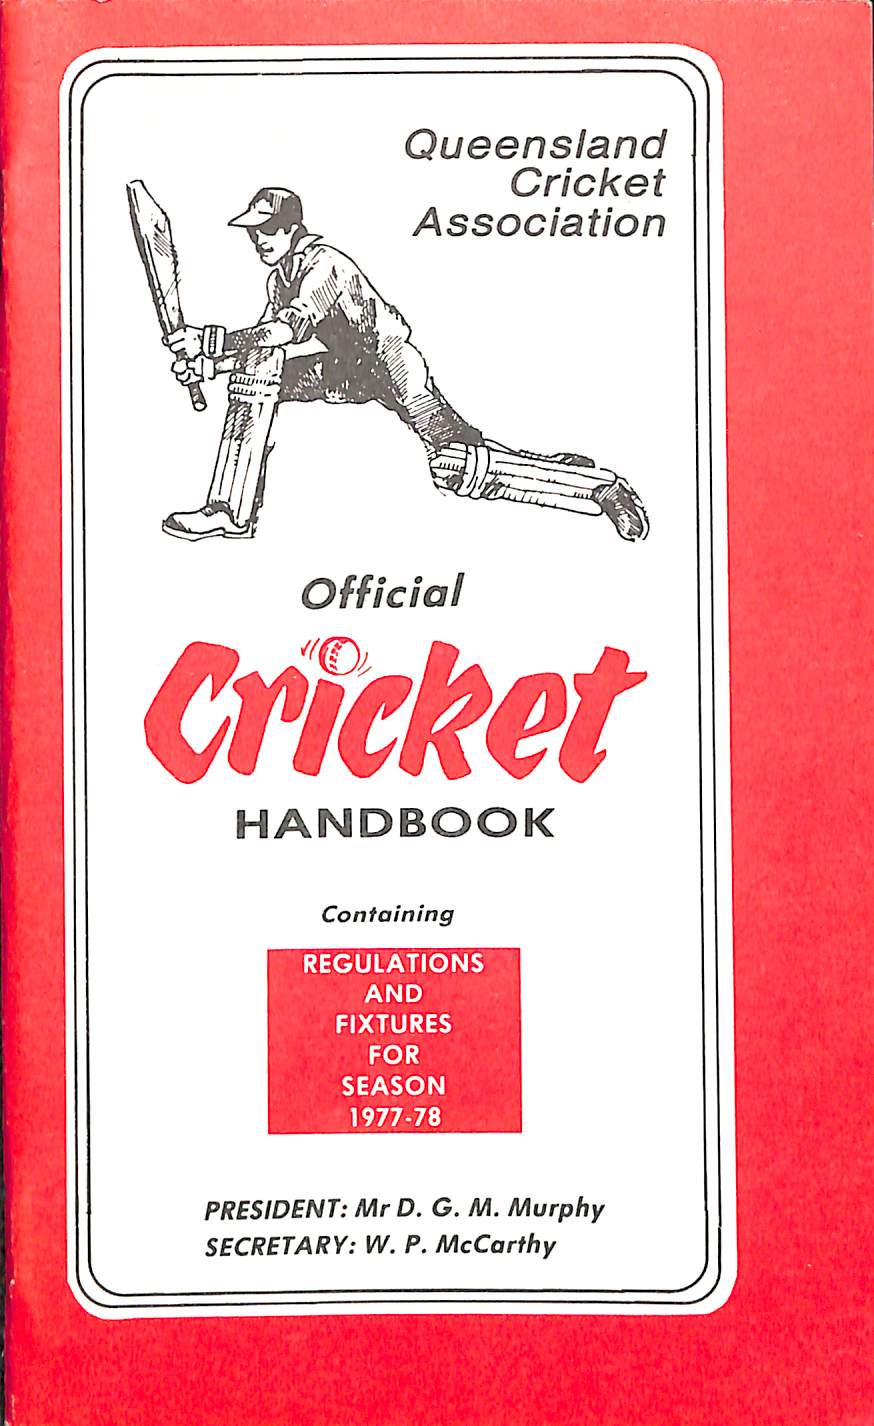 Queensland
Cricket
Association
Official
Cricket
HANDBOOK
Containing
REGULATIONS
AND
FIXTURES
FOR
SEASON
1977-78
PRESIDENT: Mr D. G. M. Murphy
SECRETARY: W. P. McCarthy